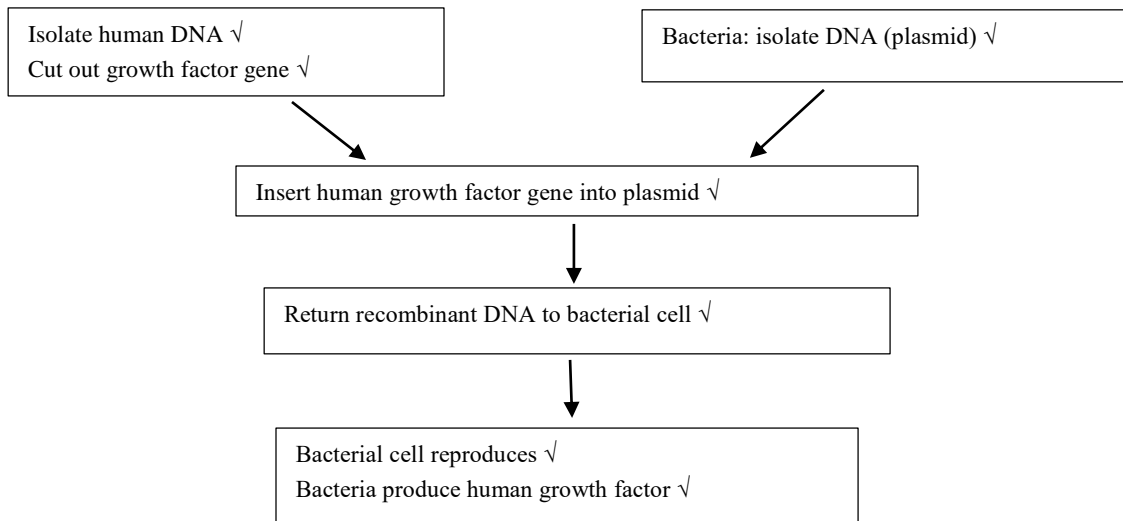 Isolate human DNA √
Cut out growth factor gene √
Bacteria: isolate DNA (plasmid) √
Insert human growth factor gene into plasmid √
Return recombinant DNA to bacterial cell √
Bacterial cell reproduces √
Bacteria produce human growth factor √